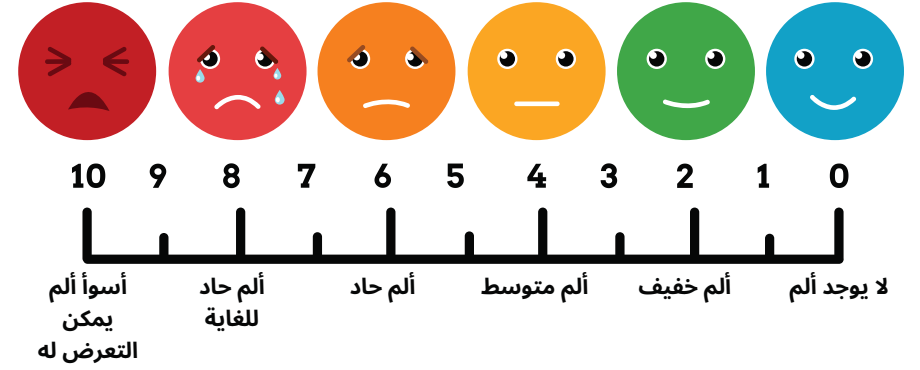 10 9 8 7 6 5 4 3 2 1 0
لا يوجد ألم
ألم خفيف
ألم متوسط
ألم حاد
ألم حاد
للغاية
أسوأ ألم
يمكن
التعرض له